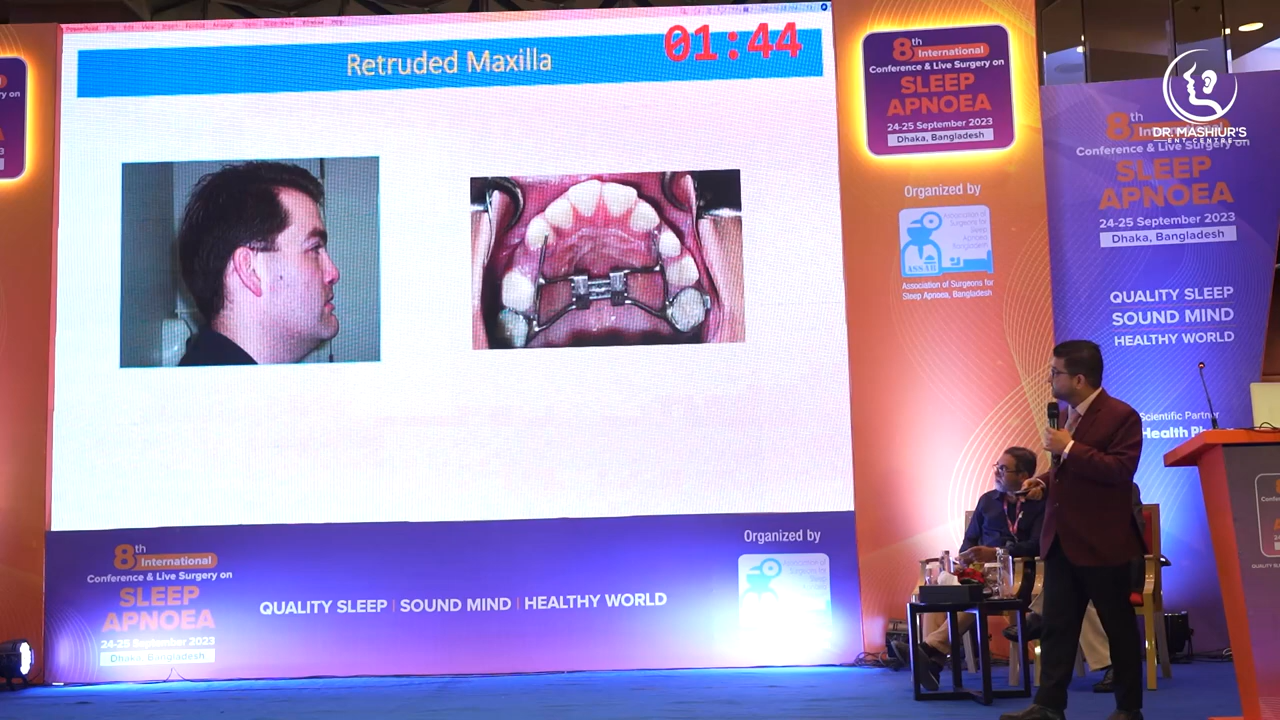 Retruded Maxilla
01:44
8th
International
Conference & Live Surgery on
SLEEP
APNOEA
24-25 September 2023
Dhaka, Bangladesh
Organized by
ASSAB
Association of Surgeons for
Sleep Apnoea, Bangladesh
DR. MASHIUR'S
ENT CENTRE
8th
International
Conference & Live Surgery on
SLEEP
APNOEA
24-25 September 2023
Dhaka, Bangladesh
QUALITY SLEEP
SOUND MIND
HEALTHY WORLD
Scientific Partner
8th
International
Conference & Live Surgery on
SLEEP
APNOEA
24-25 September 2023
Dhaka, Bangladesh
QUALITY SLEEP | SOUND MIND | HEALTHY WORLD
Organized by